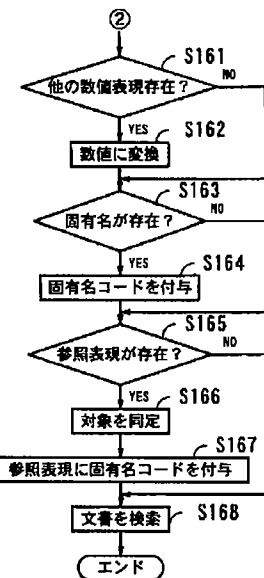 ②
S161
他の数値表現存在?
NO
YES
S162
数値に変換
S163
固有名が存在?
NO
YES
S164
固有名コードを付与
S165
参照表現が存在?
NO
YES
S166
対象を同定
S167
参照表現に固有名コードを付与
文書を検索
S168
エンド